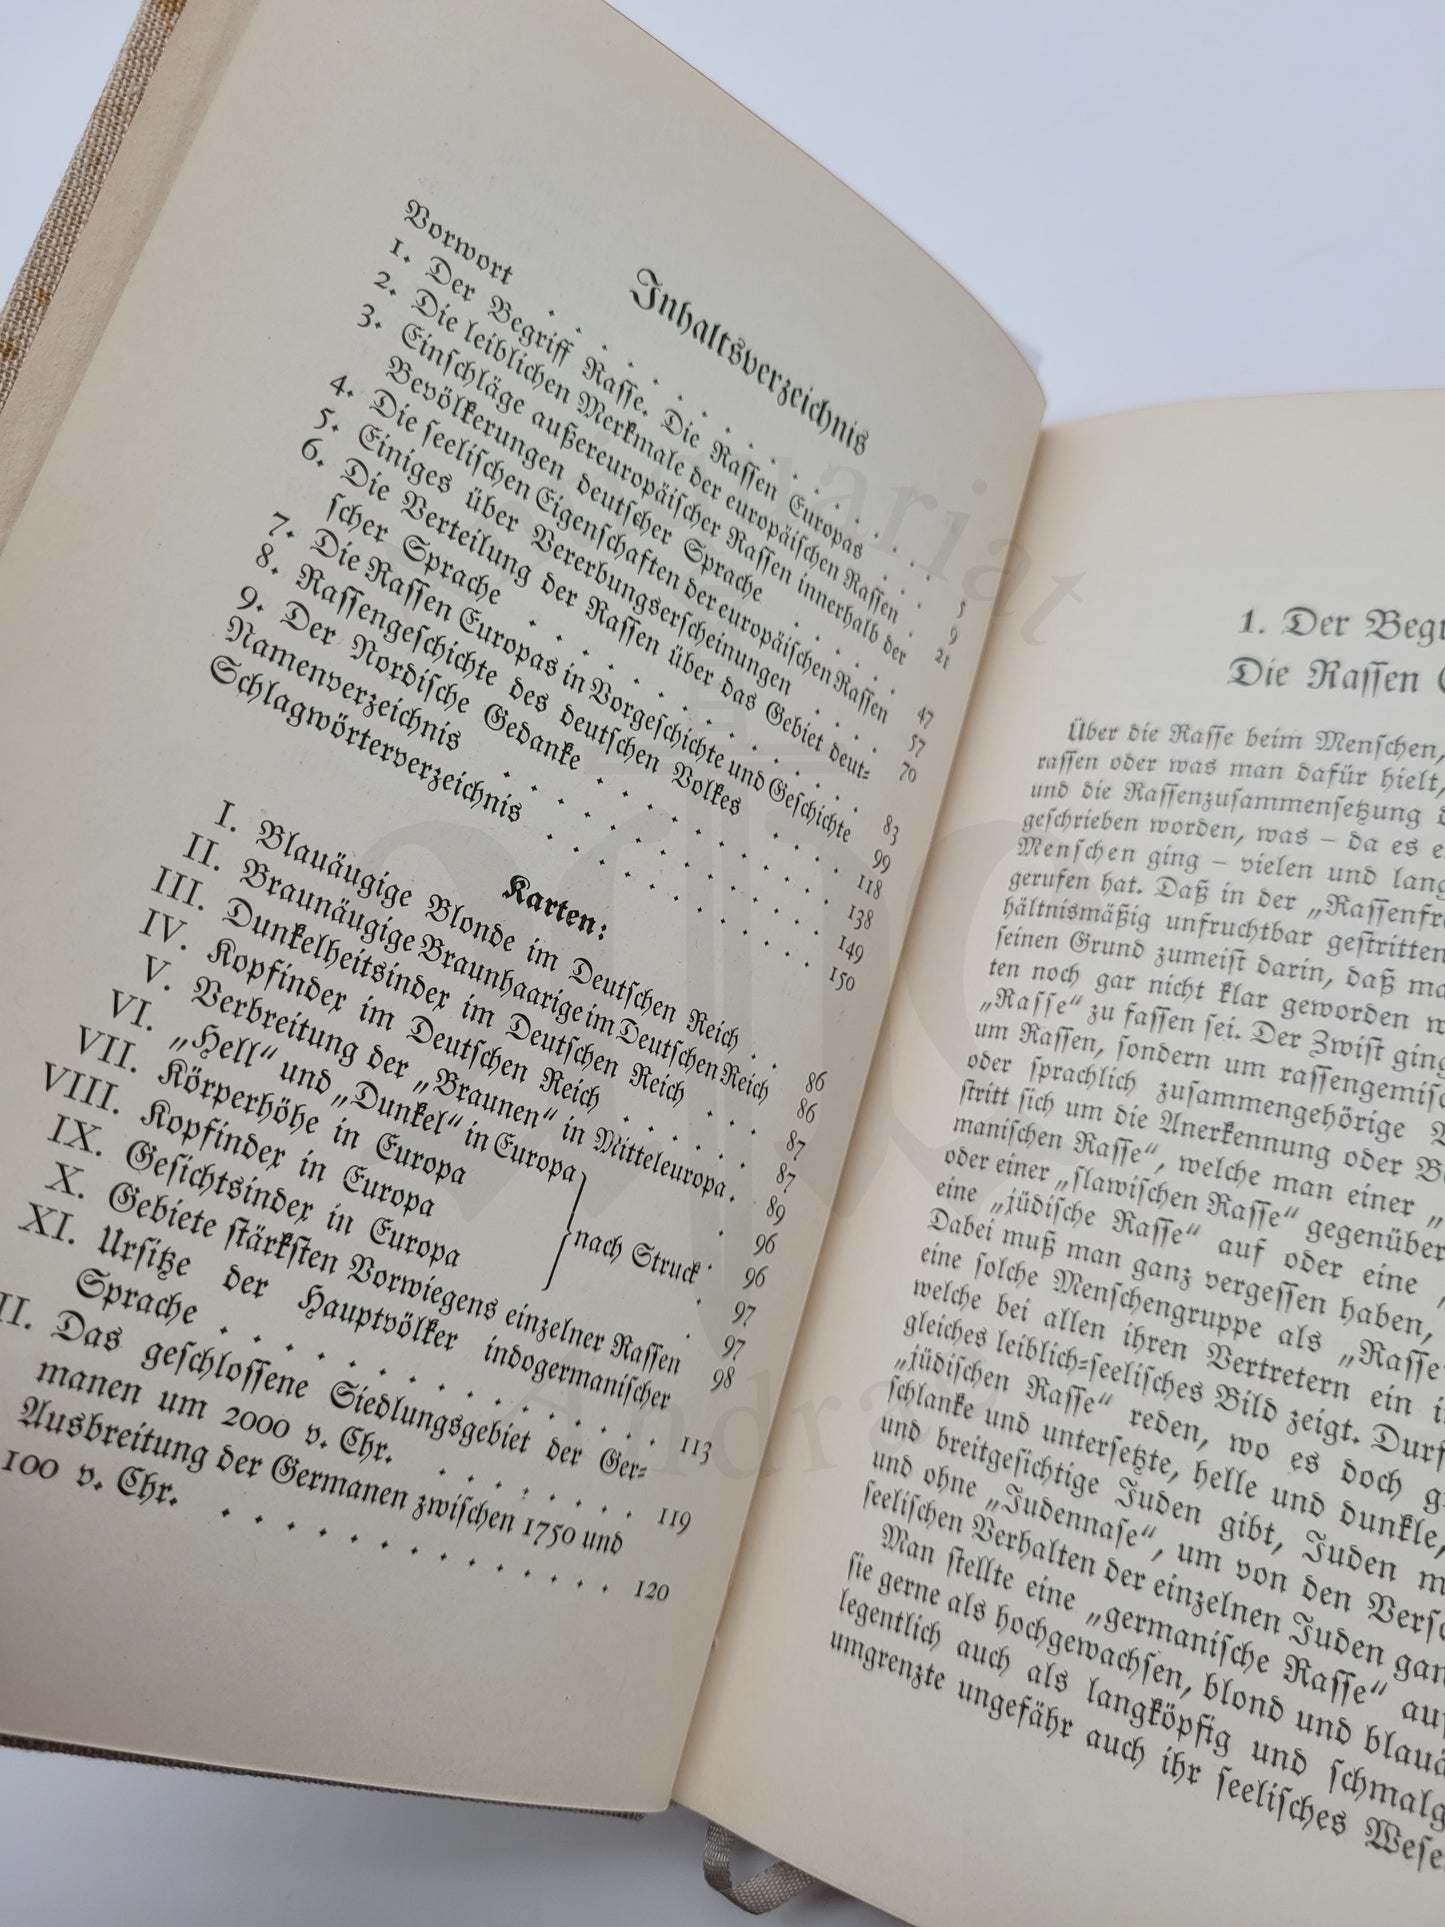 Inhaltsverzeichnis
Vorwort . . . . . . . . . . . . . 5
1. Der Begriff Rasse. Die Rassen Europas . . . 9
2. Die leiblichen Merkmale der europäischen Rassen . 21
3. Einschläge außereuropäischer Rassen innerhalb der
Bevölkerungen deutscher Sprache . . . . . . 47
4. Die seelischen Eigenschaften der europäischen Rassen 57
5. Einiges über Vererbungserscheinungen . . . . 70
6. Die Verteilung der Rassen über das Gebiet deut-
scher Sprache . . . . . . . . . . . 83
7. Die Rassen Europas in Vorgeschichte und Geschichte 99
8. Rassengeschichte des deutschen Volkes . . . . 118
9. Der Nordische Gedanke . . . . . . . . . 138
Namenverzeichnis . . . . . . . . . . . 149
Schlagwörterverzeichnis . . . . . . . . . 150
Karten:
I. Blauäugige Blonde im Deutschen Reich . . 86
II. Braunäugige Braunhaarige im Deutschen Reich 86
III. Dunkelheitsindex im Deutschen Reich . . . 87
IV. Kopfindex im Deutschen Reich . . . . . . 87
V. Verbreitung der „Braunen“ in Mitteleuropa . 89
VI. „Hell“ und „Dunkel“ in Europa . 96
VII. Körperhöhe in Europa nach Struck . 96
VIII. Kopfindex in Europa . 97
IX. Gesichtsindex in Europa . 97
X. Gebiete stärksten Vorwiegens einzelner Rassen 98
XI. Ursitze der Hauptvölker indogermanischer
Sprache . . . . . . . . . . . . . 113
II. Das geschlossene Siedlungsgebiet der Ger-
manen um 2000 v. Chr. . . . . . . . . 119
Ausbreitung der Germanen zwischen 1750 und
100 v. Chr. . . . . . . . . . . . . 120
1. Der Begr
Die Rassen
Über die Rasse beim Menschen,
rassen oder was man dafür hielt,
und die Rassenzusammensetzung
geschrieben worden, was – da es
Menschen ging – vielen und lang
gerufen hat. Daß in der „Rassenfr
hältnismäßig unfruchtbar gestritten
seinen Grund zumeist darin, daß ma
ten noch gar nicht klar geworden w
„Rasse“ zu fassen sei. Der Zwist ging
um Rassen, sondern um rassengemisc
oder sprachlich zusammengehörige
stritt sich um die Anerkennung oder
manischen Rasse“, welche man einer „
oder einer „slawischen Rasse“ gegenüber
eine „jüdische Rasse“ auf oder eine „
Dabei muß man ganz vergessen haben,
eine solche Menschengruppe als „Rasse
welche bei allen ihren Vertretern ein
gleiches leiblich-seelisches Bild zeigt. Durf
„jüdischen Rasse“ reden, wo es doch
schlanke und untersetzte, helle und dunkle,
und breitgesichtige Juden gibt, Juden m
und ohne „Judennase“, um von den Versc
seelischen Verhalten der einzelnen Juden gan
Man stellte eine „germanische Rasse“ au
sie gerne als hochgewachsen, blond und blauä
legentlich auch als langköpfig und schmalg
umgrenzte ungefähr auch ihr seelisches Wese